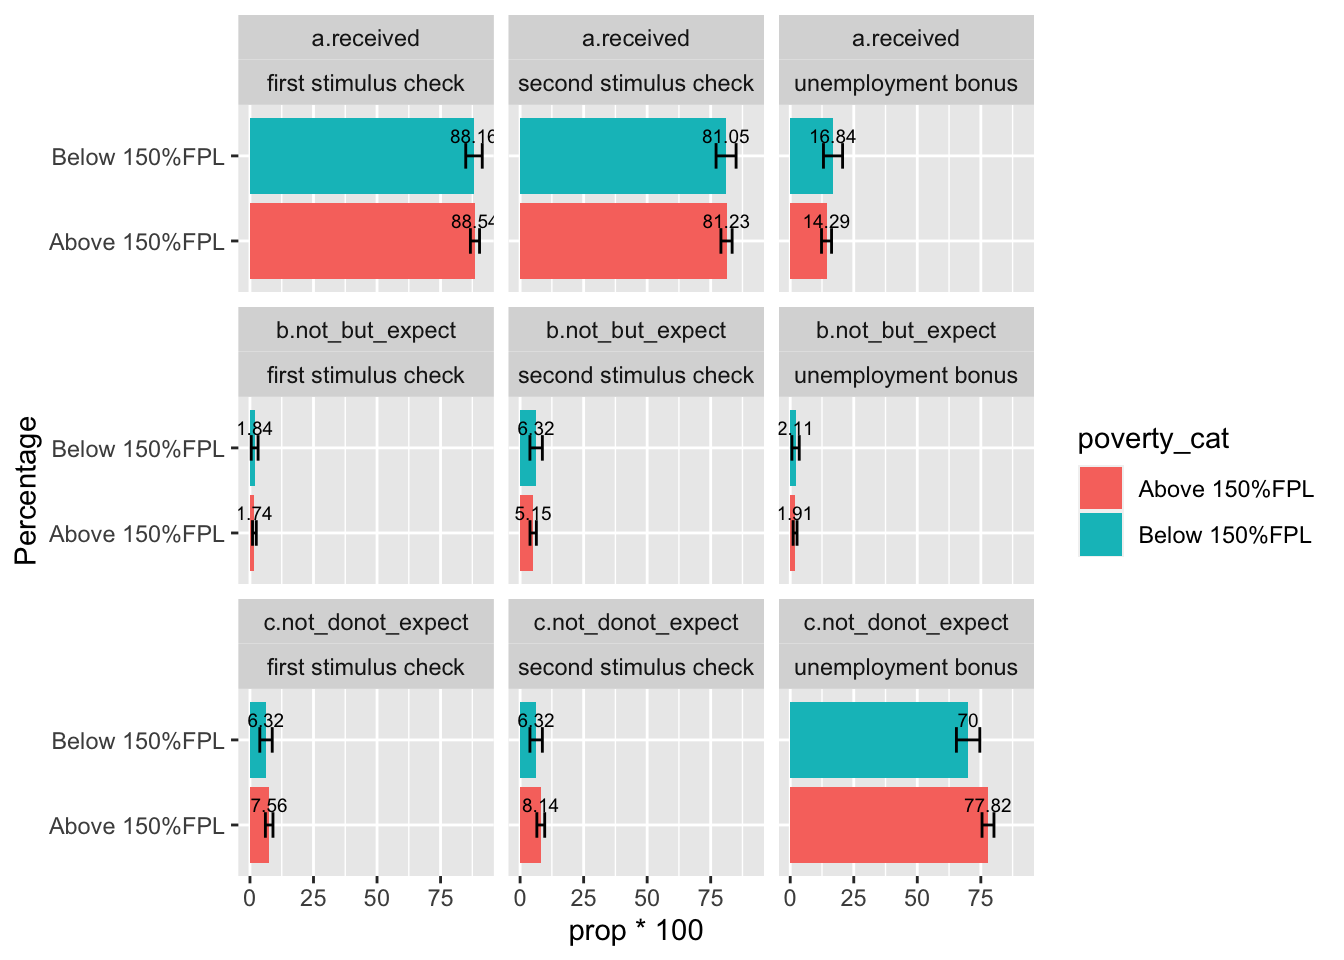 a.received
a.received
a.received
first stimulus check
second stimulus check
unemployment bonus
Below 150%FPL
88.16
81.05
16.84
Above 150%FPL
88.54
81.23
14.29
b.not_but_expect
b.not_but_expect
b.not_but_expect
first stimulus check
second stimulus check
unemployment bonus
Below 150%FPL
1.84
6.32
2.11
Above 150%FPL
1.74
5.15
1.91
c.not_donot_expect
c.not_donot_expect
c.not_donot_expect
first stimulus check
second stimulus check
unemployment bonus
Below 150%FPL
6.32
6.32
70
Above 150%FPL
7.56
8.14
77.82
0 25 50 75
0 25 50 75
0 25 50 75
prop * 100
Percentage
poverty_cat
Above 150%FPL
Below 150%FPL